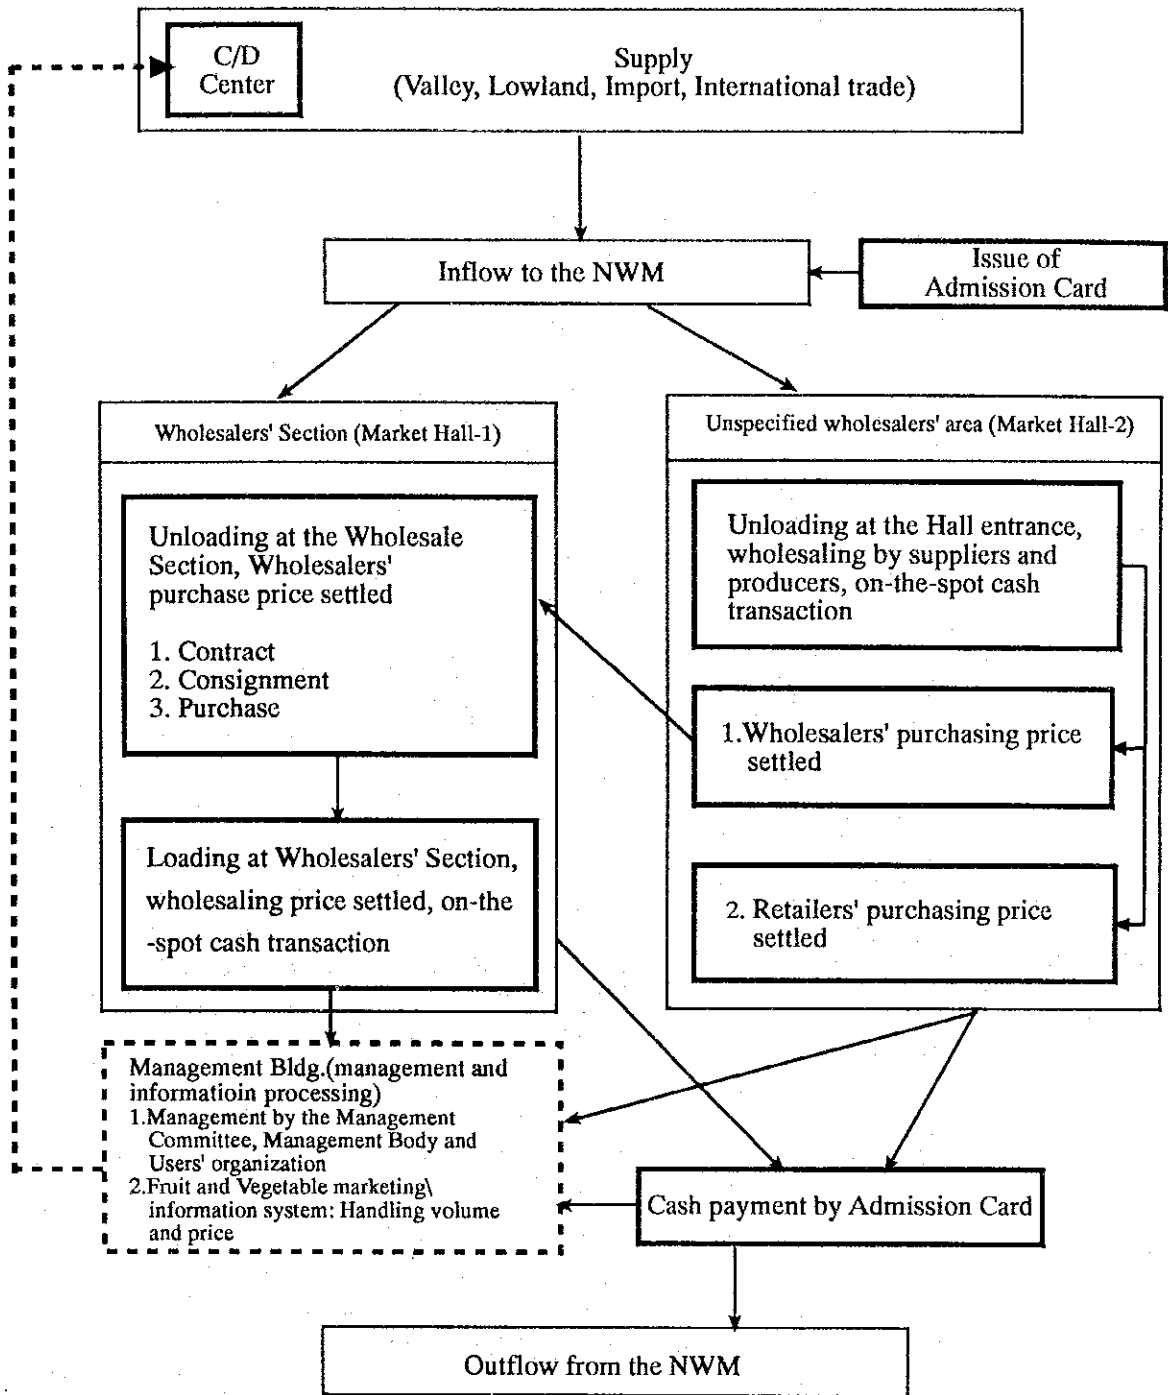 C/D
Center
Supply
(Valley, Lowland, Import, International trade)
Inflow to the NWM
Issue of
Admission Card
Wholesalers' Section (Market Hall-1)
Unloading at the Wholesale
Section, Wholesalers'
purchase price settled
1. Contract
2. Consignment
3. Purchase
Loading at Wholesalers' Section,
wholesaling price settled, on-the
-spot cash transaction
Unspecified wholesalers' area (Market Hall-2)
Unloading at the Hall entrance,
wholesaling by suppliers and
producers, on-the-spot cash
transaction
1.Wholesalers' purchasing price
settled
2. Retailers' purchasing price
settled
Management Bldg.(management and
informatioin processing)
1.Management by the Management
Committee, Management Body and
Users' organization
2.Fruit and Vegetable marketing\
information system: Handling volume
and price
Cash payment by Admission Card
Outflow from the NWM